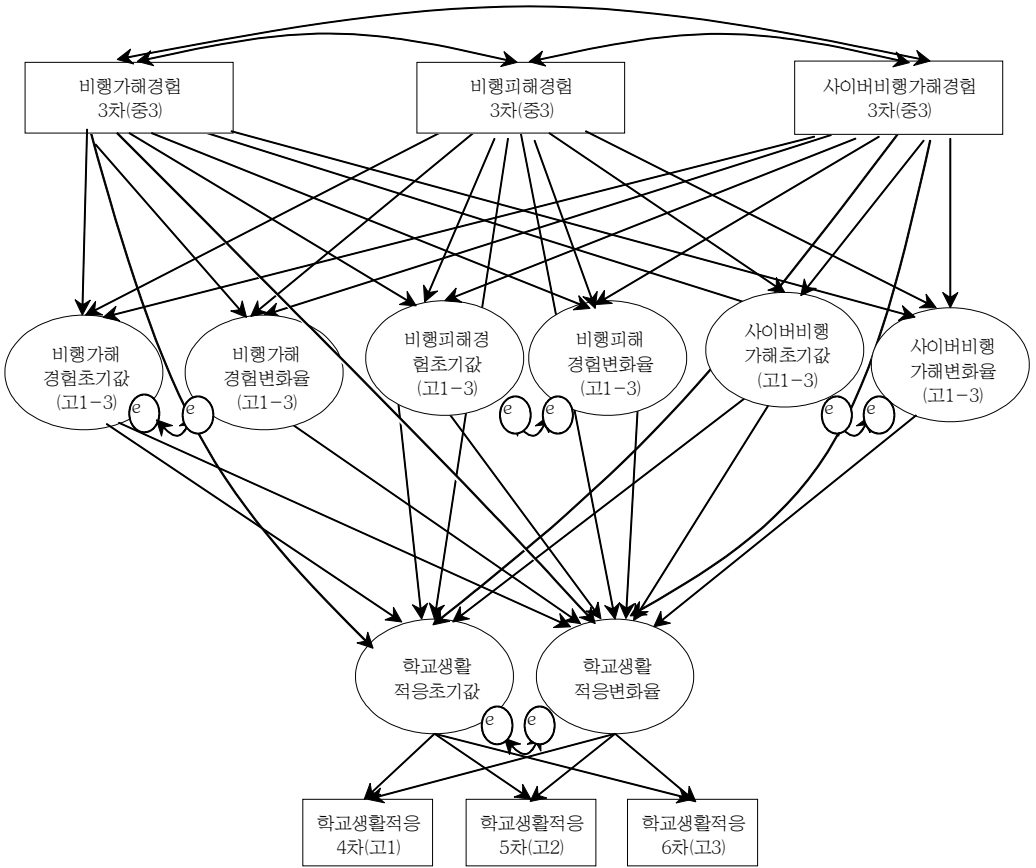 비행가해경험
3차(중3)
비행피해경험
3차(중3)
사이버비행가해경험
3차(중3)
비행가해
경험초기값
(고1-3)
비행가해
경험변화율
(고1-3)
비행피해경
험초기값
(고1-3)
비행피해
경험변화율
(고1-3)
사이버비행
가해초기값
(고1-3)
사이버비행
가해변화율
(고1-3)
e
e
e
e
e
e
학교생활
적응초기값
학교생활
적응변화율
e
e
학교생활적응
4차(고1)
학교생활적응
5차(고2)
학교생활적응
6차(고3)